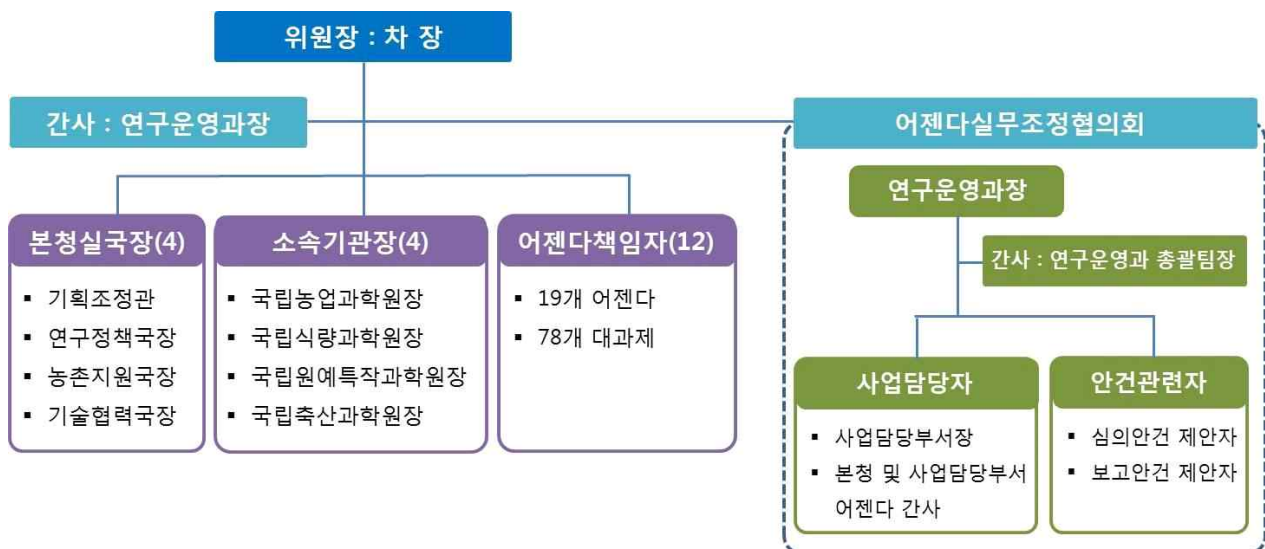 위원장 : 차 장
간사 : 연구운영과장
어젠다실무조정협의회
본청실국장(4)
▪ 기획조정관
▪ 연구정책국장
▪ 농촌지원국장
▪ 기술협력국장
소속기관장(4)
▪ 국립농업과학원장
▪ 국립식량과학원장
▪ 국립원예특작과학원장
▪ 국립축산과학원장
어젠다책임자(12)
▪ 19개 어젠다
▪ 78개 대과제
연구운영과장
간사 : 연구운영과 총괄팀장
사업담당자
▪ 사업담당부서장
▪ 본청 및 사업담당부서
어젠다 간사
안건관련자
▪ 심의안건 제안자
▪ 보고안건 제안자